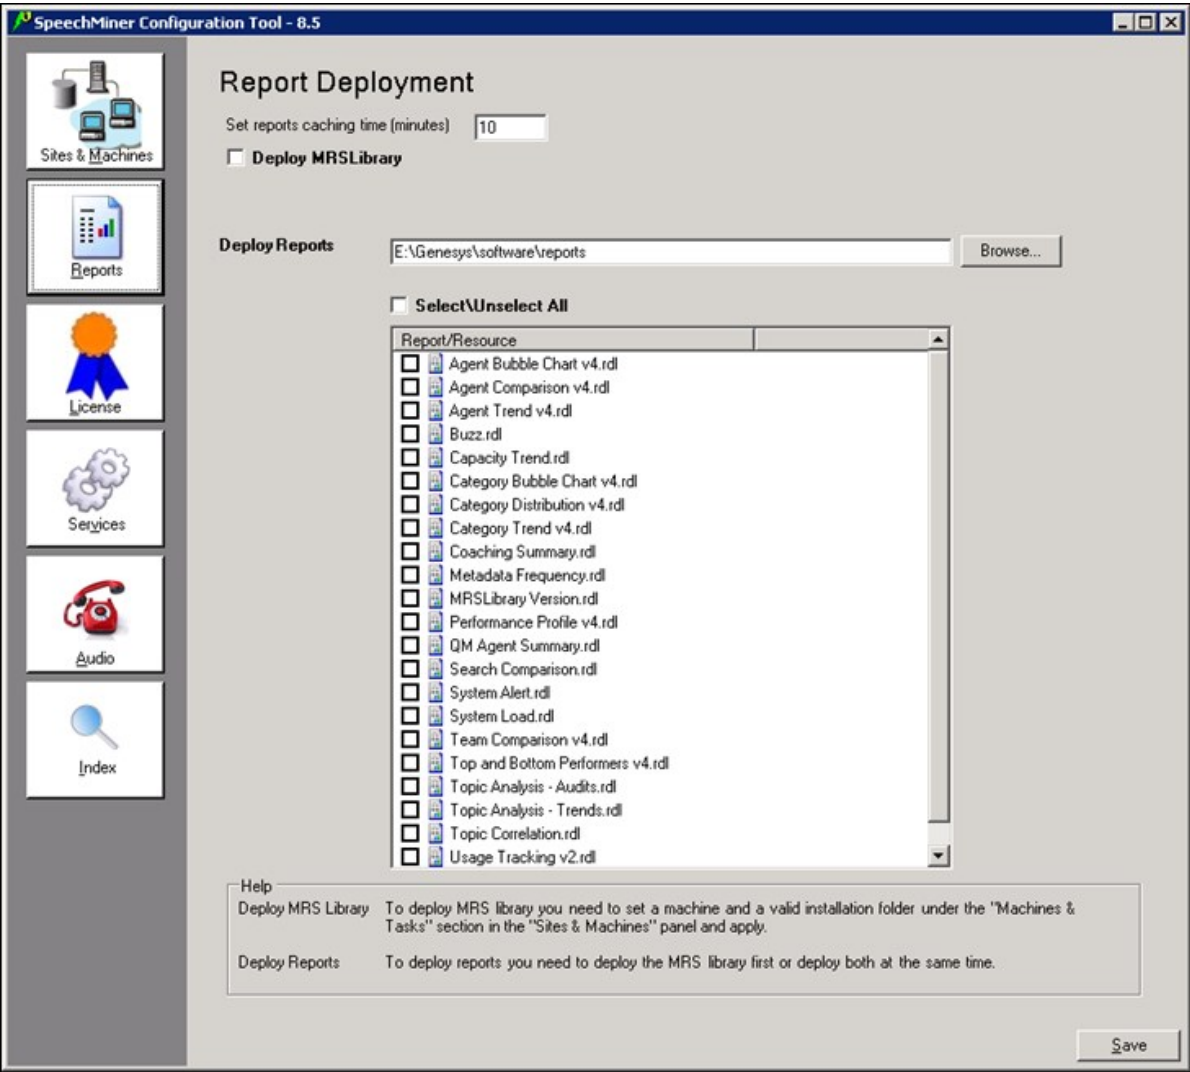 SpeechMiner Configuration Tool - 8.5
Sites & Machines
Reports
License
Services
Audio
Index
Report Deployment
Set reports caching time (minutes) 10
Deploy MRSLibrary
Deploy Reports E:\Genesys\software\reports Browse...
Select\Unselect All
Report/Resource
Agent Bubble Chart v4.rdl
Agent Comparison v4.rdl
Agent Trend v4.rdl
Buzz.rdl
Capacity Trend.rdl
Category Bubble Chart v4.rdl
Category Distribution v4.rdl
Category Trend v4.rdl
Coaching Summary.rdl
Metadata Frequency.rdl
MRSLibrary Version.rdl
Performance Profile v4.rdl
QM Agent Summary.rdl
Search Comparison.rdl
System Alert.rdl
System Load.rdl
Team Comparison v4.rdl
Top and Bottom Performers v4.rdl
Topic Analysis - Audits.rdl
Topic Analysis - Trends.rdl
Topic Correlation.rdl
Usage Tracking v2.rdl
Help
Deploy MRS Library To deploy MRS library you need to set a machine and a valid installation folder under the "Machines &
Tasks" section in the "Sites & Machines" panel and apply.
Deploy Reports To deploy reports you need to deploy the MRS library first or deploy both at the same time.
Save